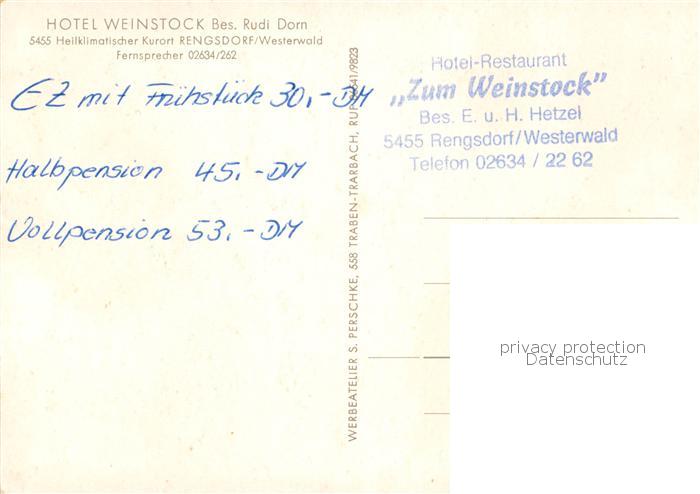 HOTEL WEINSTOCK Bes. Rudi Dorn
5455 Heilklimatischer Kurort RENGSDORF/Westerwald
Fernsprecher 02634/262
EZ mit Frühstück 30,-DM
Halbpension 45,-DM
Vollpension 53,-DM
WERBEATELIER S. PERSCHKE, 558 TRABEN-TRARBACH, RUF 06541/9823
Hotel-Restaurant
„Zum Weinstock”
Bes. E. u. H. Hetzel
5455 Rengsdorf/Westerwald
Telefon 02634 / 22 62
privacy protection
Datenschutz